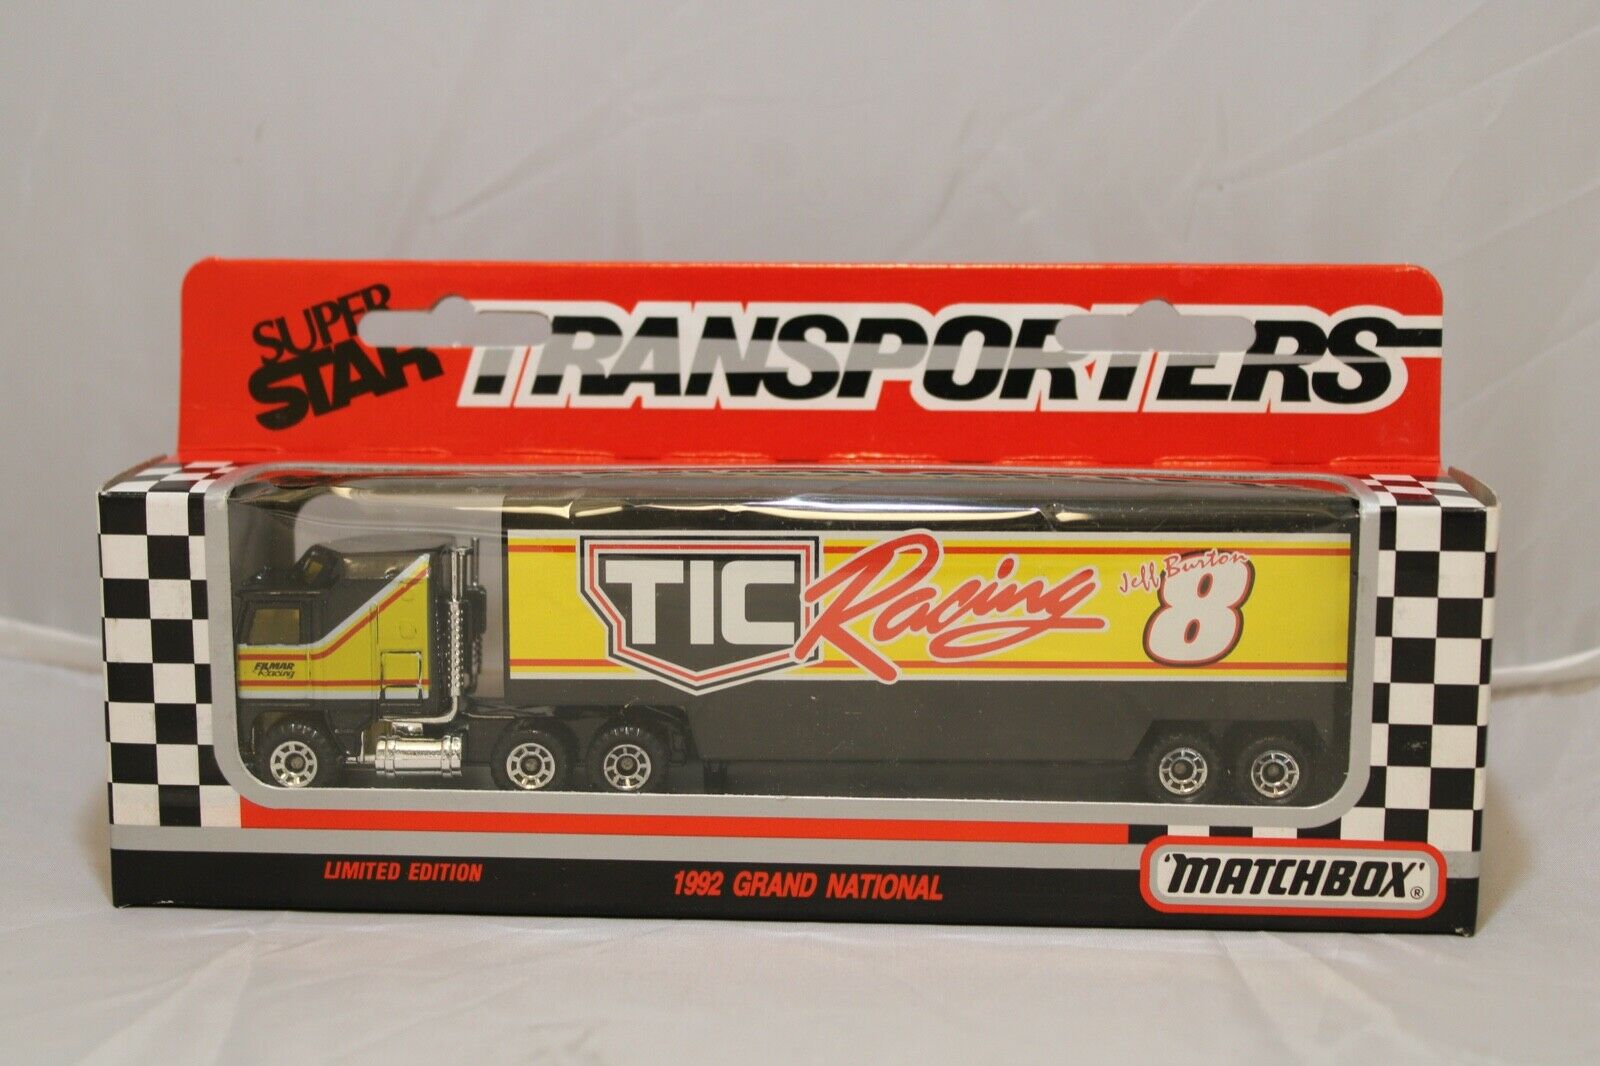 SUPER
STAR
TRANSPORTERS
TIC Racing
Jeff Burton
8
FILMAR
Racing
LIMITED EDITION
1992 GRAND NATIONAL
'MATCHBOX'®